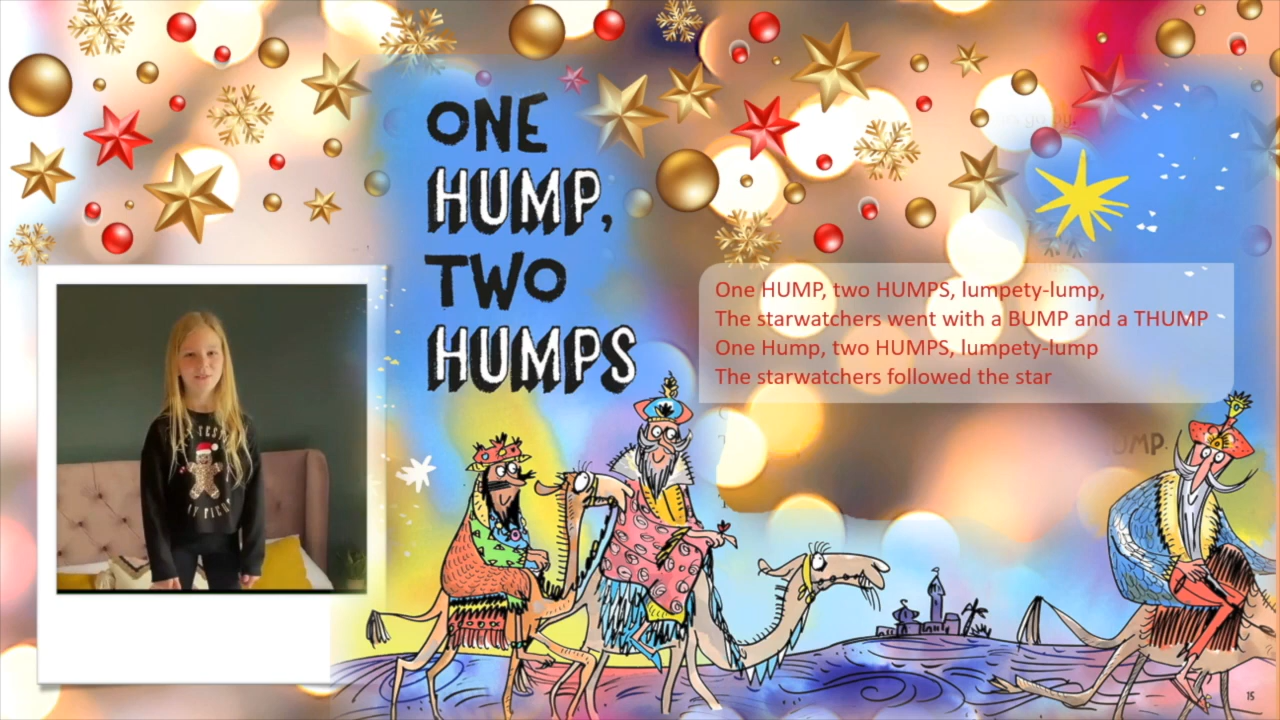 ONE
HUMP,
TWO
HUMPS
One HUMP, two HUMPS, lumpety-lump,
The starwatchers went with a BUMP and a THUMP
One Hump, two HUMPS, lumpety-lump
The starwatchers followed the star
UMP.
15